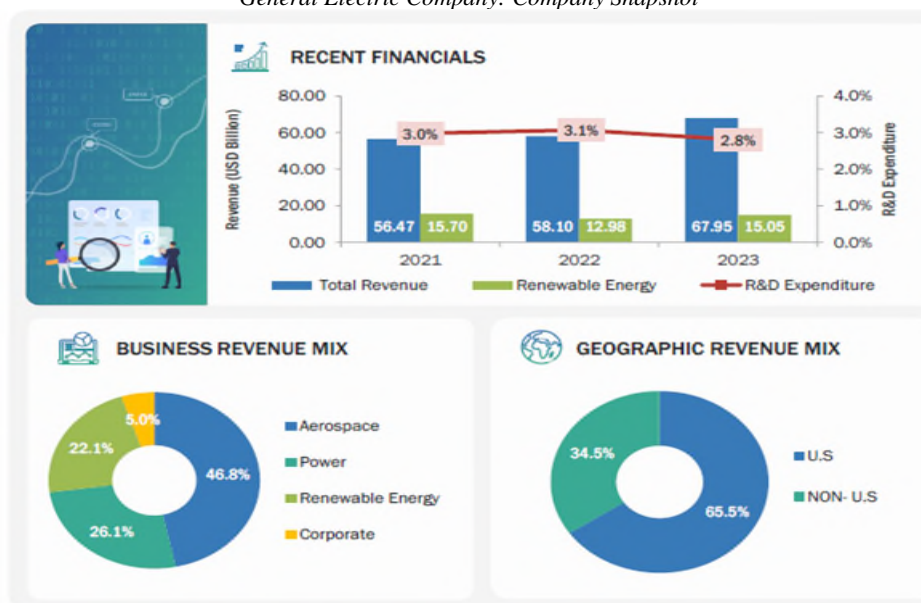 General Electric Company: Company Snapshot
RECENT FINANCIALS
Revenue (USD Billion)
80.00
60.00
40.00
20.00
0.00
4.0%
3.0%
2.0%
1.0%
0.0%
R&D Expenditure
3.0%
3.1%
2.8%
56.47 15.70
58.10 12.98
67.95 15.05
2021
2022
2023
Total Revenue
Renewable Energy
R&D Expenditure
BUSINESS REVENUE MIX
5.0%
22.1%
46.8%
26.1%
Aerospace
Power
Renewable Energy
Corporate
GEOGRAPHIC REVENUE MIX
34.5%
65.5%
U.S
NON- U.S